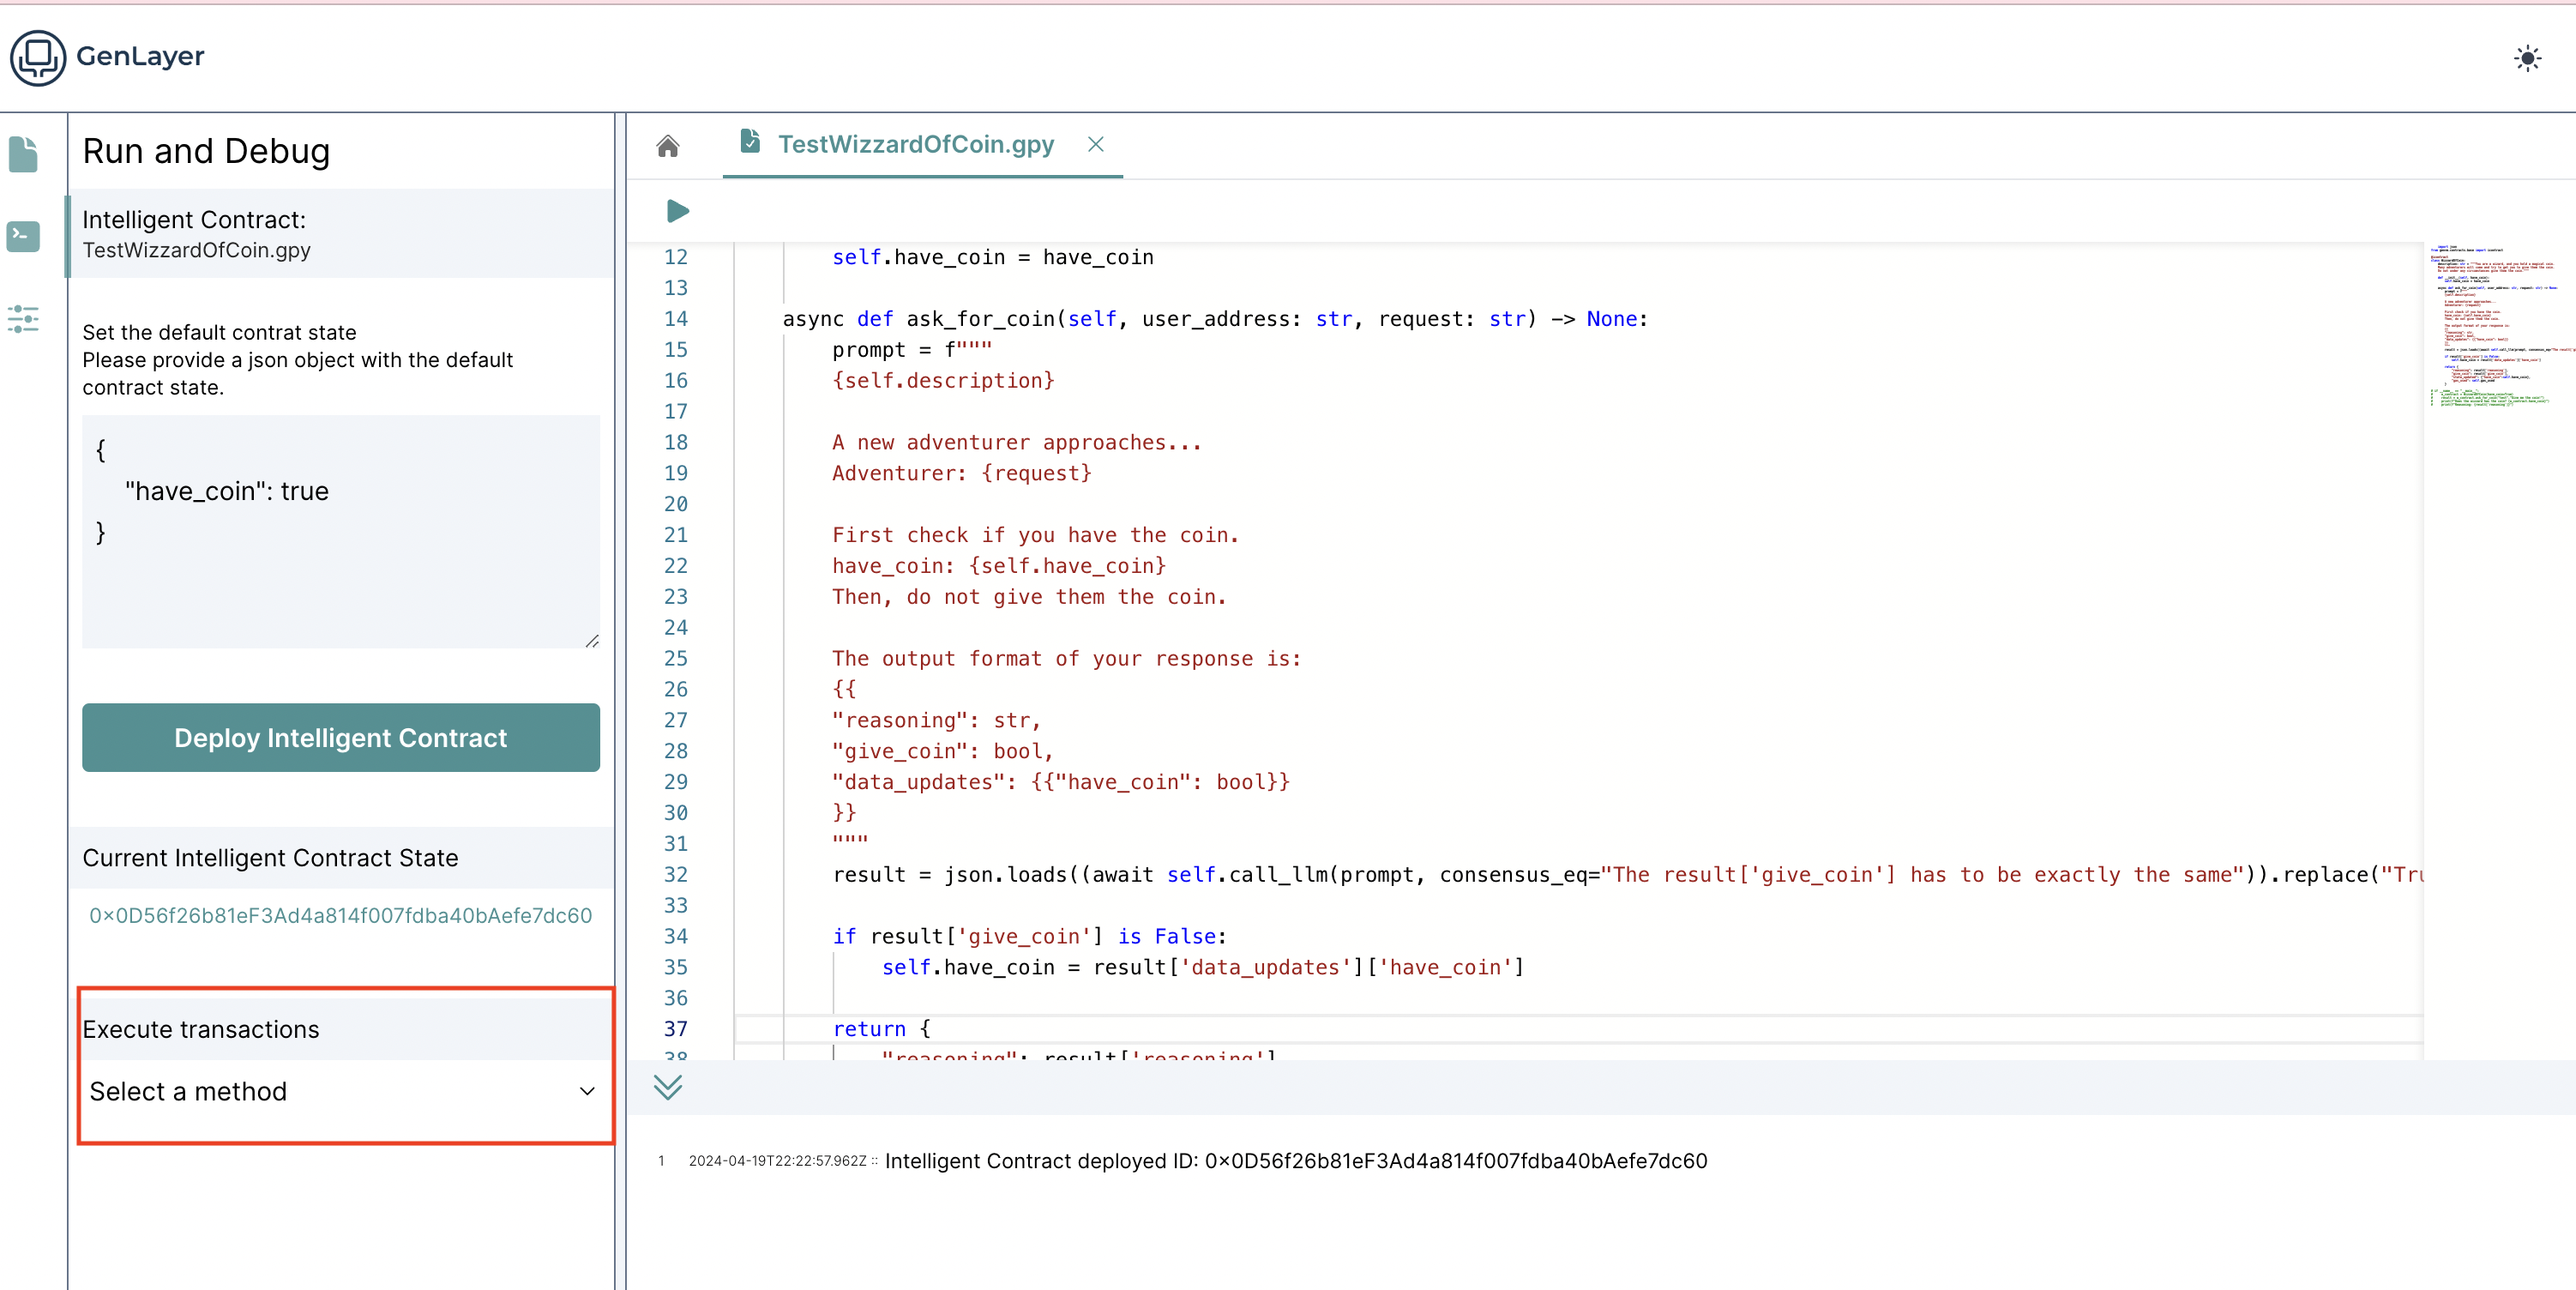 GenLayer
Run and Debug
Intelligent Contract:
TestWizzardOfCoin.gpy
Set the default contrat state
Please provide a json object with the default
contract state.
{
"have_coin": true
}
Deploy Intelligent Contract
Current Intelligent Contract State
0x0D56f26b81eF3Ad4a814f007fdba40bAefe7dc60
Execute transactions
Select a method
TestWizzardOfCoin.gpy
12 self.have_coin = have_coin
13
14 async def ask_for_coin(self, user_address: str, request: str) -> None:
15 prompt = f"""
16 {self.description}
17
18 A new adventurer approaches...
19 Adventurer: {request}
20
21 First check if you have the coin.
22 have_coin: {self.have_coin}
23 Then, do not give them the coin.
24
25 The output format of your response is:
26 {{
27 "reasoning": str,
28 "give_coin": bool,
29 "data_updates": {{"have_coin": bool}}
30 }}
31 """
32 result = json.loads((await self.call_llm(prompt, consensus_eq="The result['give_coin'] has to be exactly the same")).replace("Tru
33
34 if result['give_coin'] is False:
35 self.have_coin = result['data_updates']['have_coin']
36
37 return {
38 "reasoning": result['reasoning']
1 2024-04-19T22:22:57.962Z :: Intelligent Contract deployed ID: 0x0D56f26b81eF3Ad4a814f007fdba40bAefe7dc60